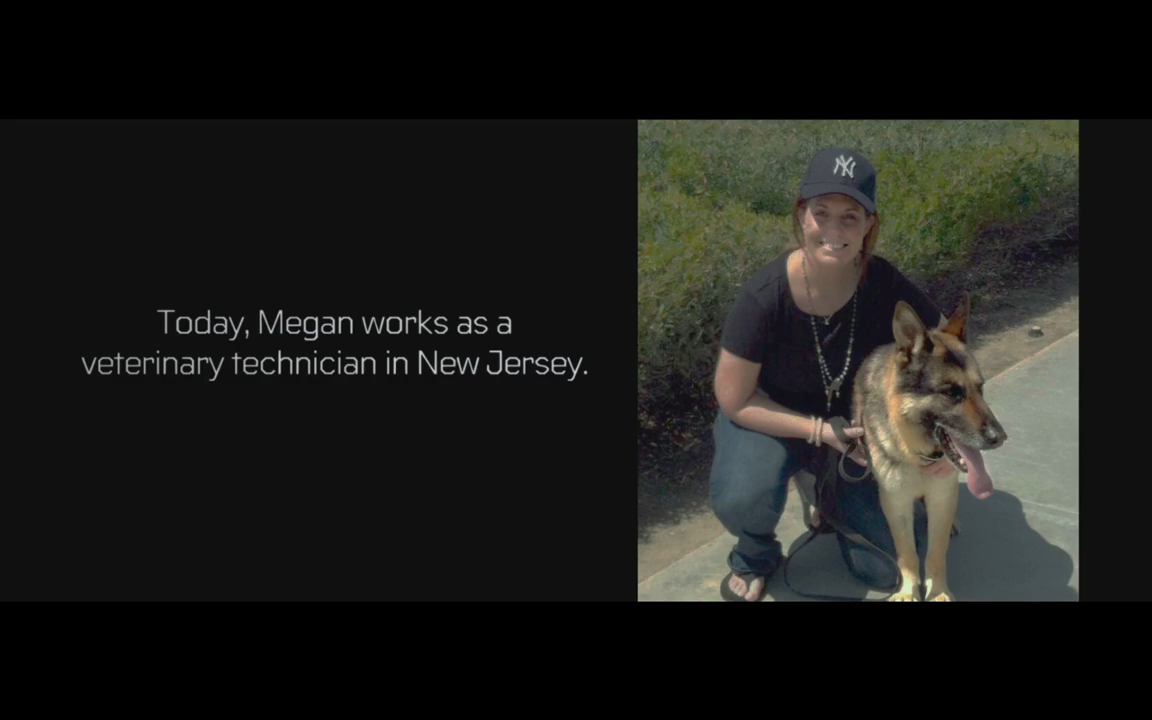 Today, Megan works as a
veterinary technician in New Jersey.
NY